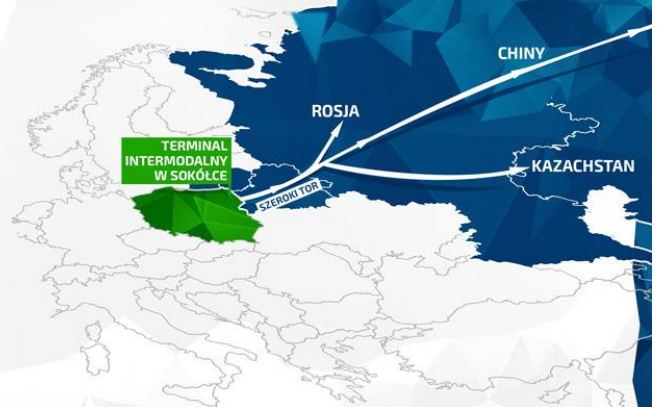 CHINY
ROSJA
TERMINAL
INTERMODALNY
W SOKÓŁCE
KAZACHSTAN
SZEROKI TOR